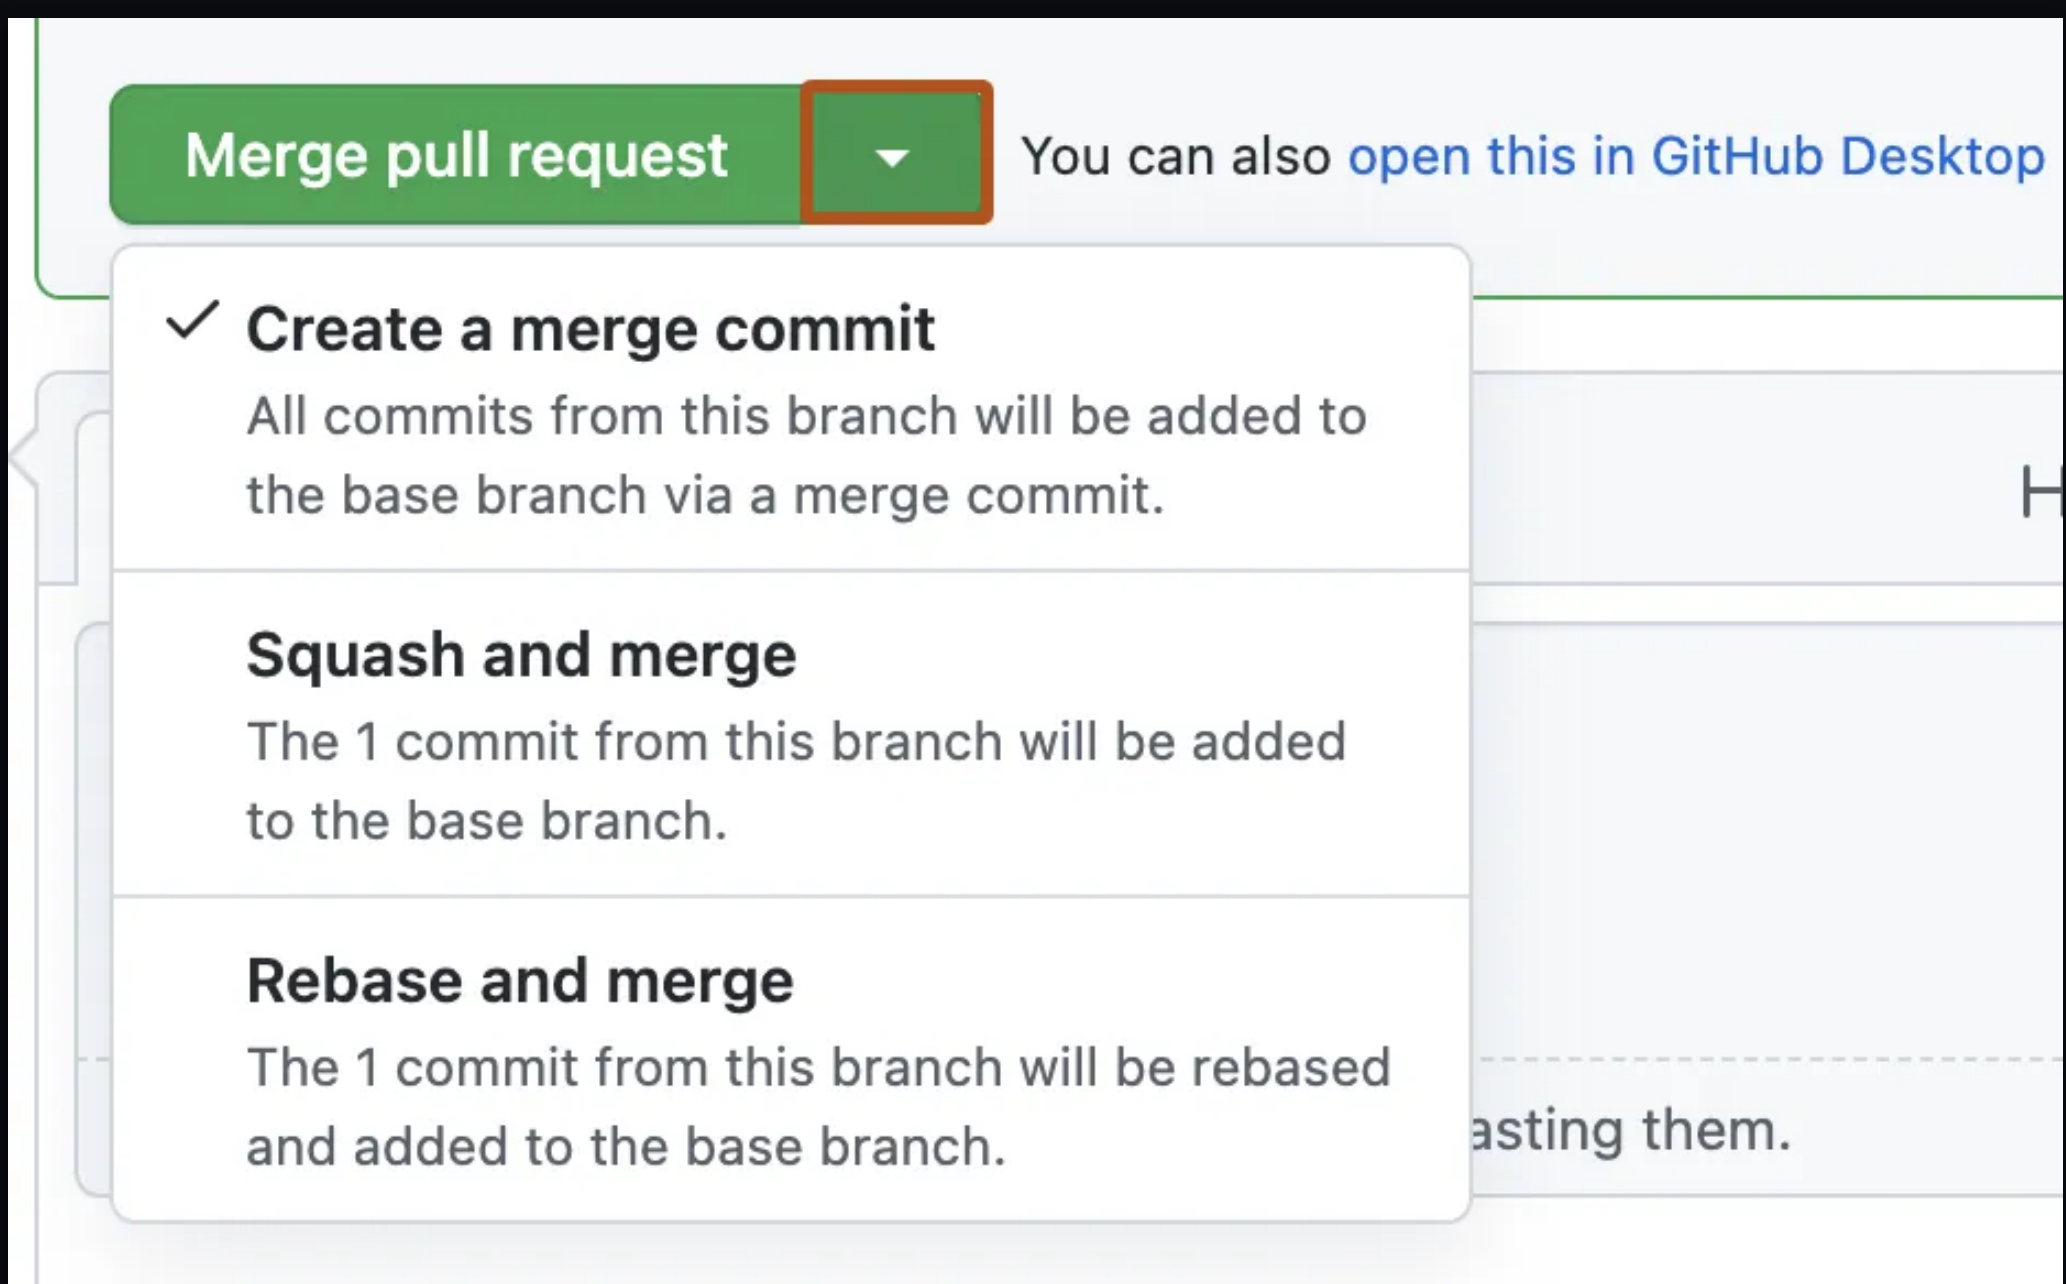 Merge pull request You can also open this in GitHub Desktop
Create a merge commit
All commits from this branch will be added to
the base branch via a merge commit.
Squash and merge
The 1 commit from this branch will be added
to the base branch.
Rebase and merge
The 1 commit from this branch will be rebased
and added to the base branch.
asting them.